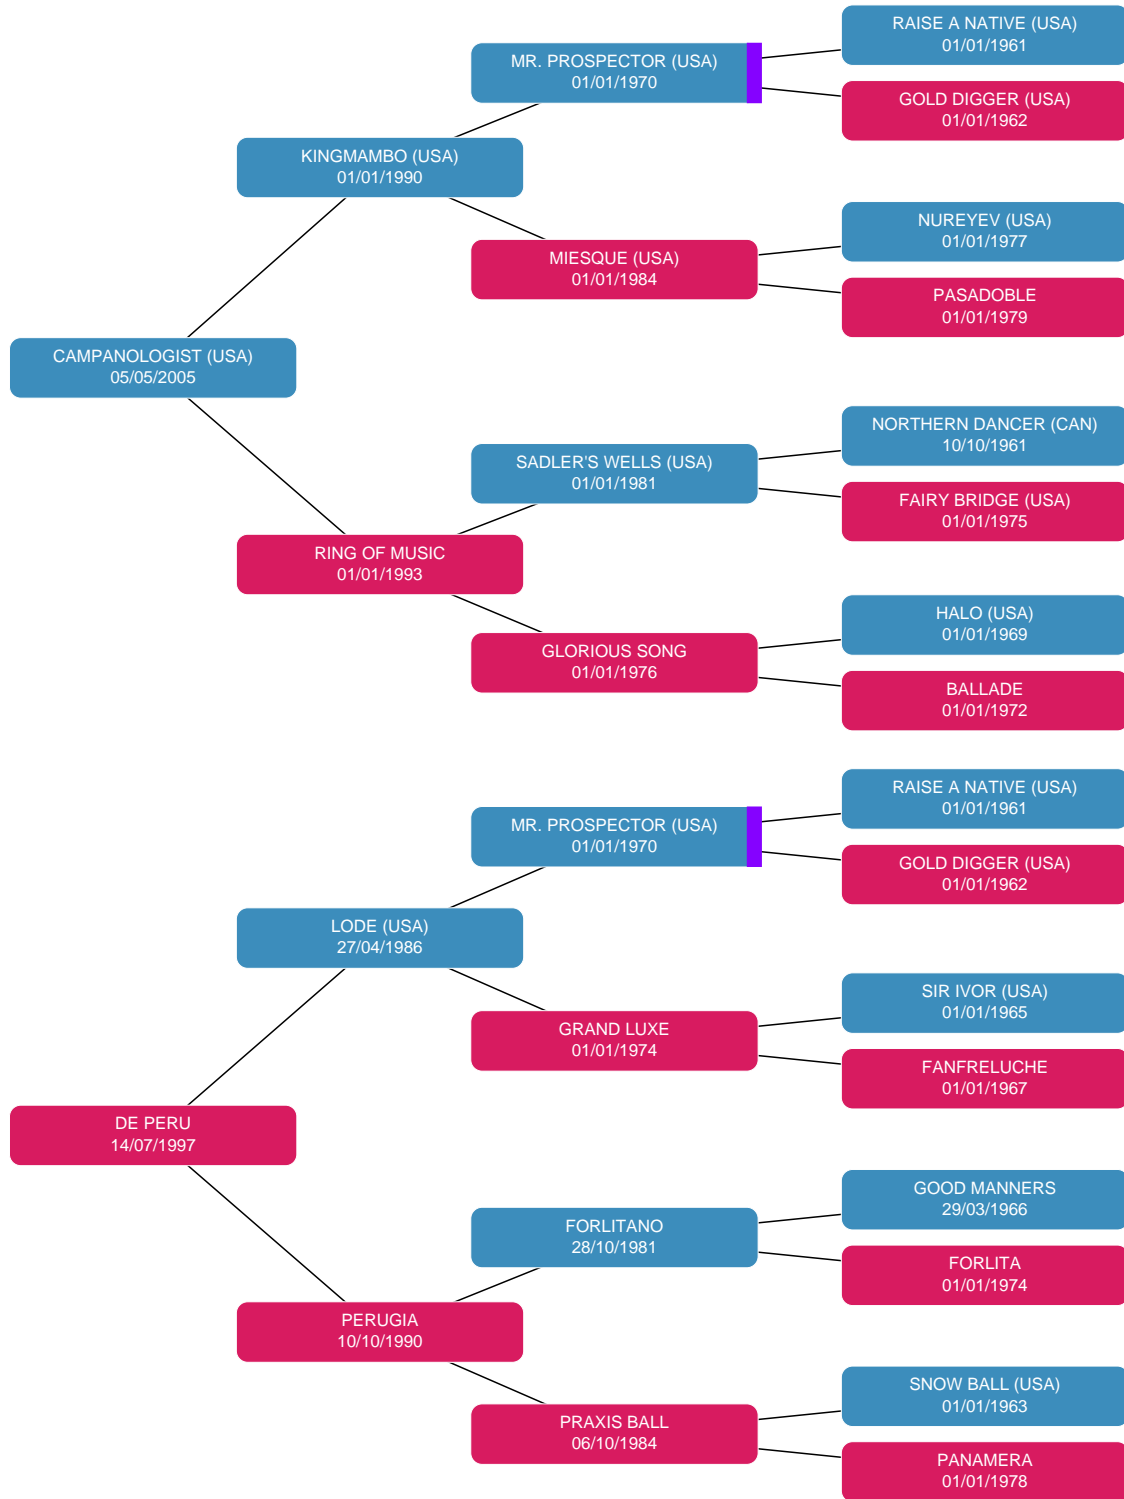 RAISE A NATIVE (USA)
01/01/1961
MR. PROSPECTOR (USA)
01/01/1970
GOLD DIGGER (USA)
01/01/1962
KINGMAMBO (USA)
01/01/1990
NUREYEV (USA)
01/01/1977
MIESQUE (USA)
01/01/1984
PASADOBLE
01/01/1979
CAMPANOLOGIST (USA)
05/05/2005
NORTHERN DANCER (CAN)
10/10/1961
SADLER'S WELLS (USA)
01/01/1981
FAIRY BRIDGE (USA)
01/01/1975
RING OF MUSIC
01/01/1993
HALO (USA)
01/01/1969
GLORIOUS SONG
01/01/1976
BALLADE
01/01/1972
RAISE A NATIVE (USA)
01/01/1961
MR. PROSPECTOR (USA)
01/01/1970
GOLD DIGGER (USA)
01/01/1962
LODE (USA)
27/04/1986
SIR IVOR (USA)
01/01/1965
GRAND LUXE
01/01/1974
FANFRELUCHE
01/01/1967
DE PERU
14/07/1997
GOOD MANNERS
29/03/1966
FORLITANO
28/10/1981
FORLITA
01/01/1974
PERUGIA
10/10/1990
SNOW BALL (USA)
01/01/1963
PRAXIS BALL
06/10/1984
PANAMERA
01/01/1978